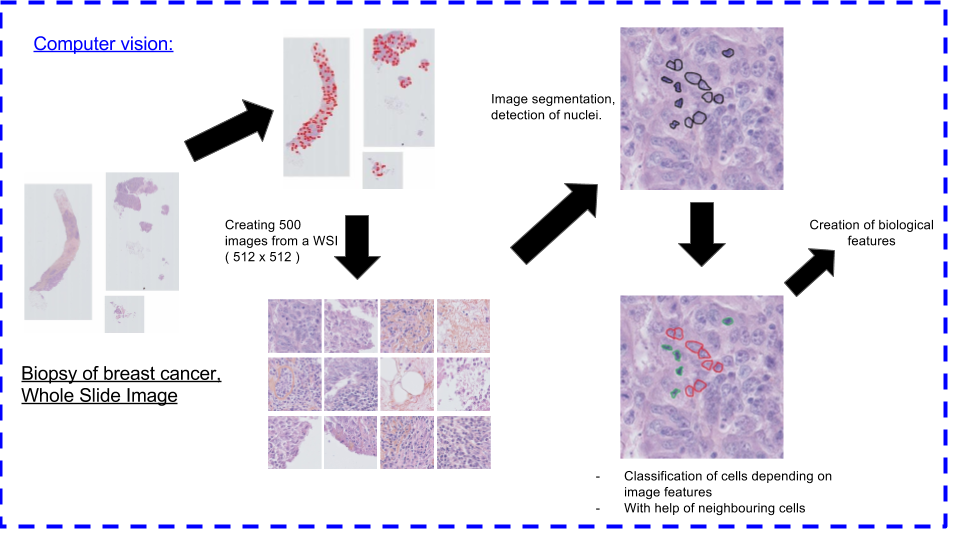 Computer vision:
Image segmentation,
detection of nuclei.
Creating 500
images from a WSI
( 512 x 512 )
Creation of biological
features
Biopsy of breast cancer,
Whole Slide Image
- Classification of cells depending on
image features
- With help of neighbouring cells